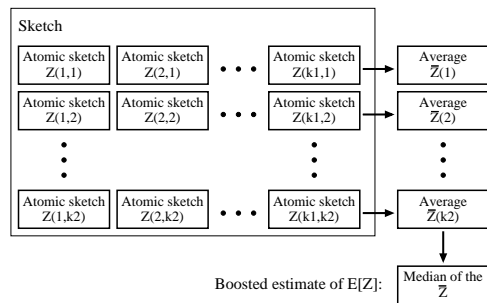 Sketch
Atomic sketch Atomic sketch Atomic sketch Average
Z(1,1) Z(2,1) Z(k1,1) Z̅(1)
Atomic sketch Atomic sketch Atomic sketch Average
Z(1,2) Z(2,2) Z(k1,2) Z̅(2)
Atomic sketch Atomic sketch Atomic sketch Average
Z(1,k2) Z(2,k2) Z(k1,k2) Z̅(k2)
Boosted estimate of E[Z]: Median of the
Z̅